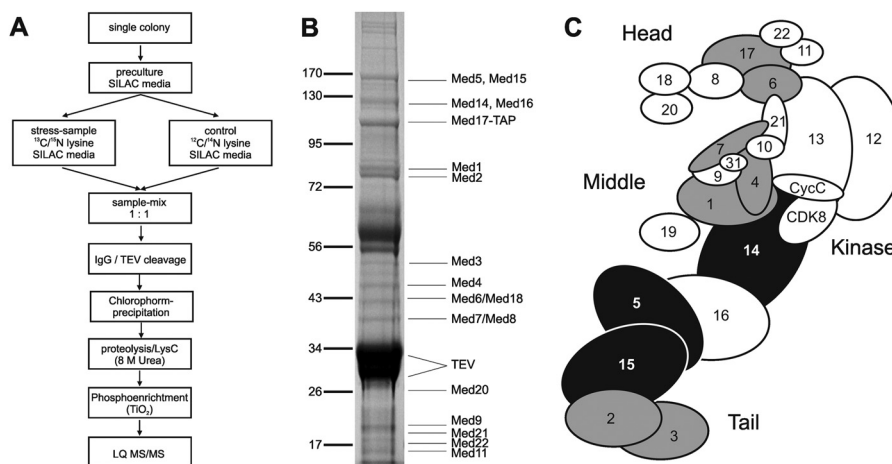 A
single colony
preculture
SILAC media
stress-sample
¹³C/¹⁵N lysine
SILAC media
control
¹²C/¹⁴N lysine
SILAC media
sample-mix
1 : 1
IgG / TEV cleavage
Chlorophorm-
precipitation
proteolysis/LysC
(8 M Urea)
Phosphoenrichtment
(TiO₂)
LQ MS/MS
B
170
130
95
72
56
43
34
26
17
Med5, Med15
Med14, Med16
Med17-TAP
Med1
Med2
Med3
Med4
Med6/Med18
Med7/Med8
TEV
Med20
Med9
Med21
Med22
Med11
C
Head
22
17
11
18
8
6
20
21
13
12
7
10
31
9
4
Middle
CycC
1
CDK8
19
14
Kinase
5
16
15
2
3
Tail